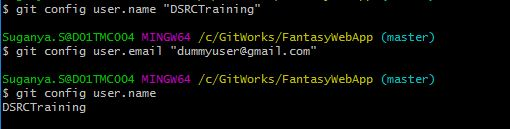 $ git config user.name "DSRCTraining"
Suganya.S@D01TMC004 MINGW64 /c/GitWorks/FantasyWebApp (master)
$ git config user.email "dummyuser@gmail.com"
Suganya.S@D01TMC004 MINGW64 /c/GitWorks/FantasyWebApp (master)
$ git config user.name
DSRCTraining